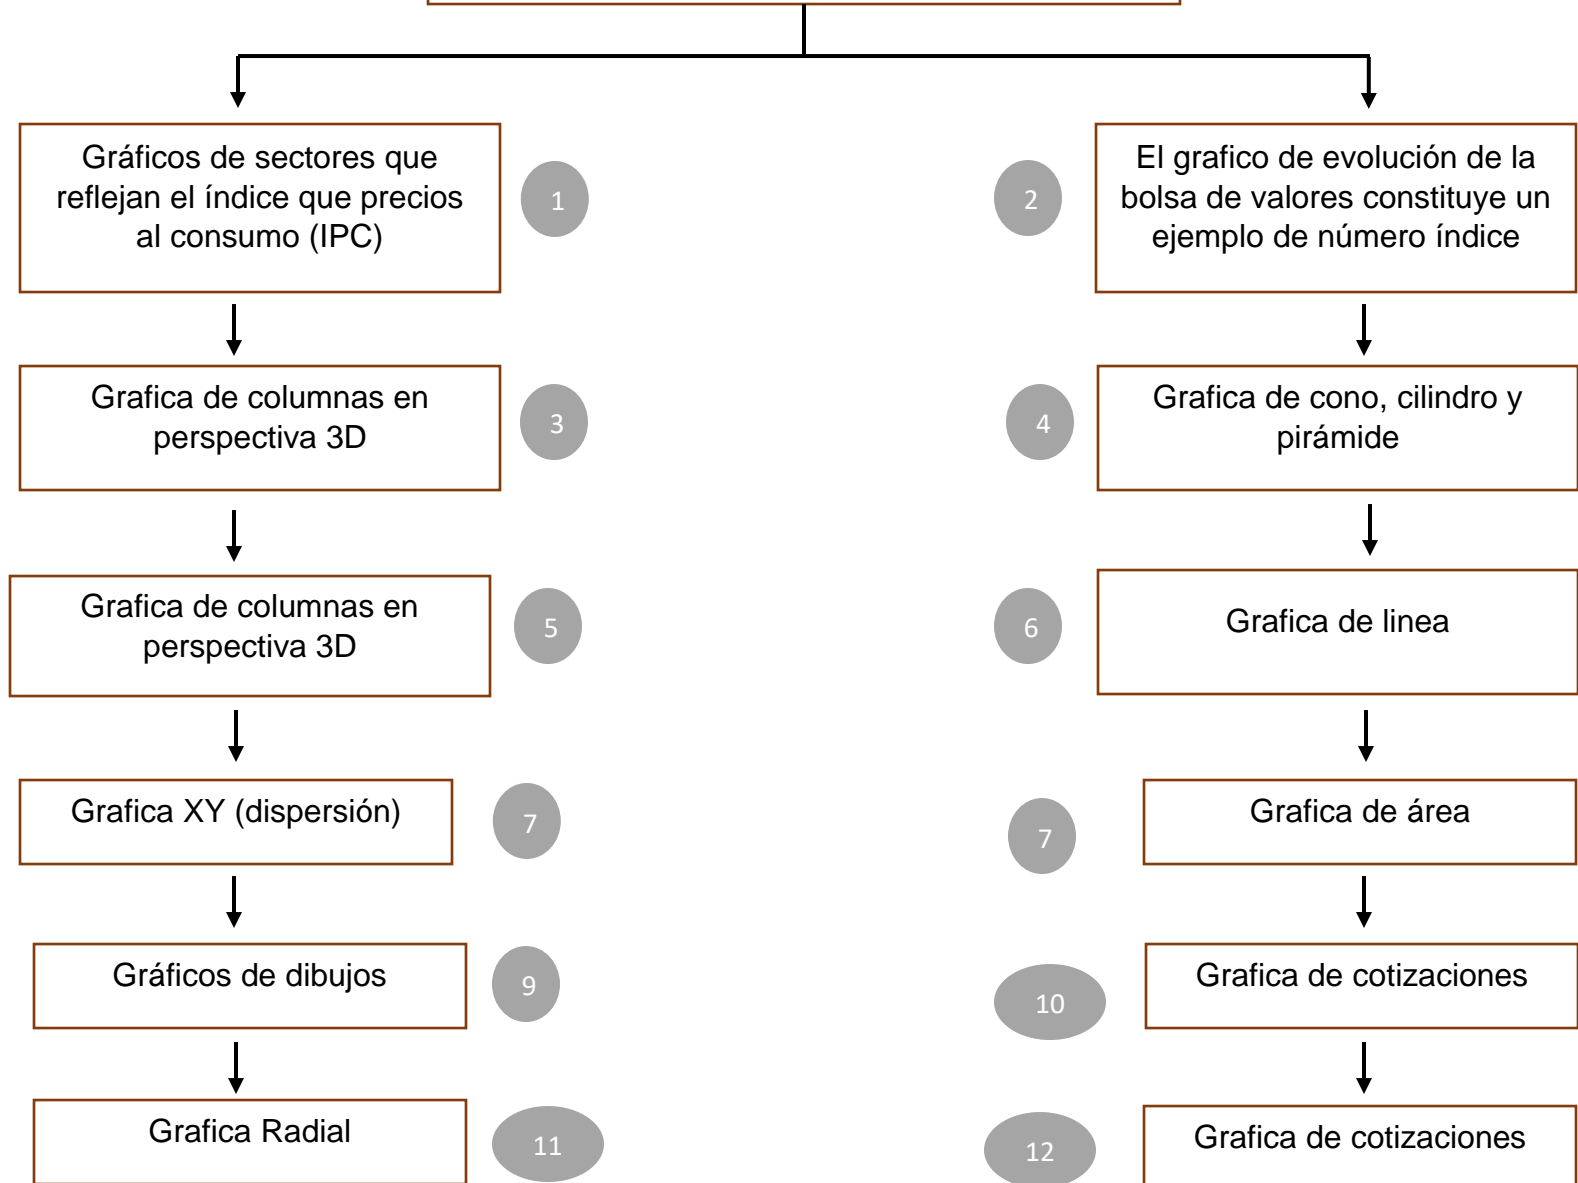 Gráficos de sectores que
reflejan el índice que precios
al consumo (IPC)
1
2
El grafico de evolución de la
bolsa de valores constituye un
ejemplo de número índice
Grafica de columnas en
perspectiva 3D
3
4
Grafica de cono, cilindro y
pirámide
Grafica de columnas en
perspectiva 3D
5
6
Grafica de linea
Grafica XY (dispersión)
7
7
Grafica de área
Gráficos de dibujos
9
10
Grafica de cotizaciones
Grafica Radial
11
12
Grafica de cotizaciones